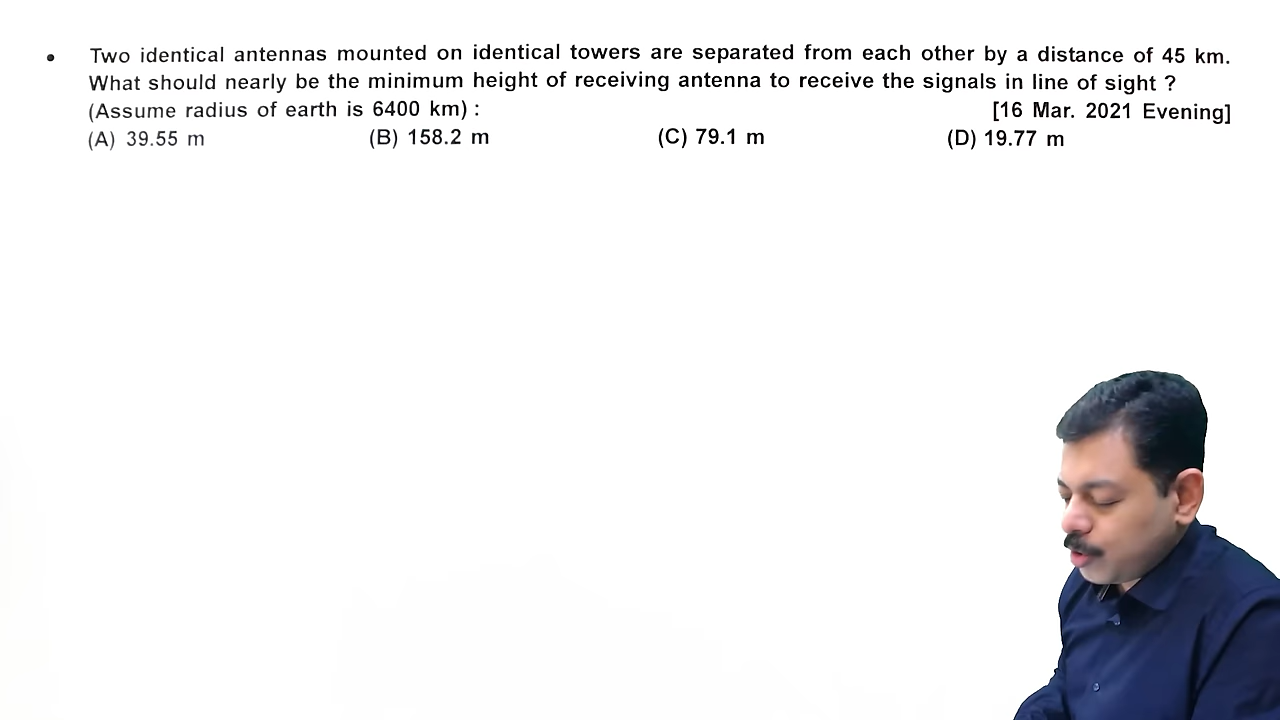 • Two identical antennas mounted on identical towers are separated from each other by a distance of 45 km.
What should nearly be the minimum height of receiving antenna to receive the signals in line of sight ?
(Assume radius of earth is 6400 km) : [16 Mar. 2021 Evening]
(A) 39.55 m (B) 158.2 m (C) 79.1 m (D) 19.77 m